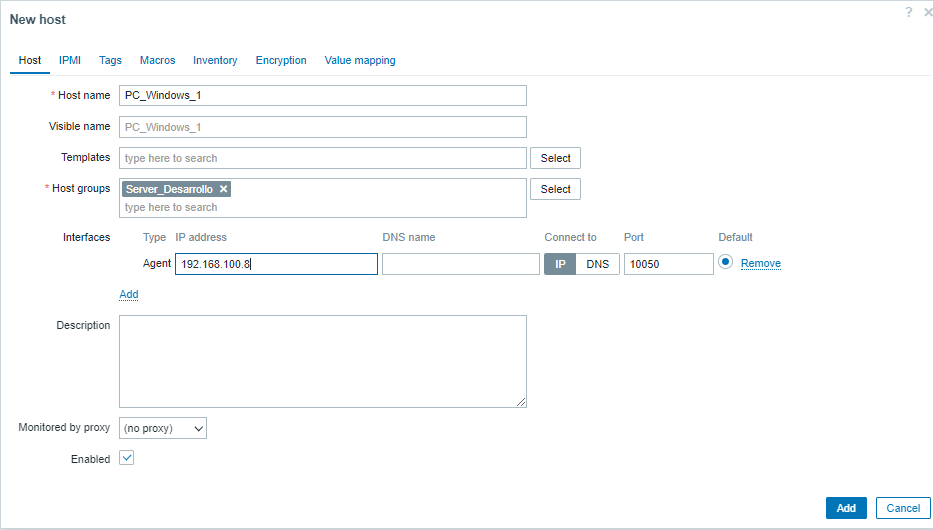 New host
? ×
Host IPMI Tags Macros Inventory Encryption Value mapping
* Host name PC_Windows_1
Visible name PC_Windows_1
Templates type here to search Select
* Host groups Server_Desarrollo × Select
type here to search
Interfaces Type IP address DNS name Connect to Port Default
Agent 192.168.100.8 IP DNS 10050 Remove
Add
Description
Monitored by proxy (no proxy)
Enabled
Add Cancel